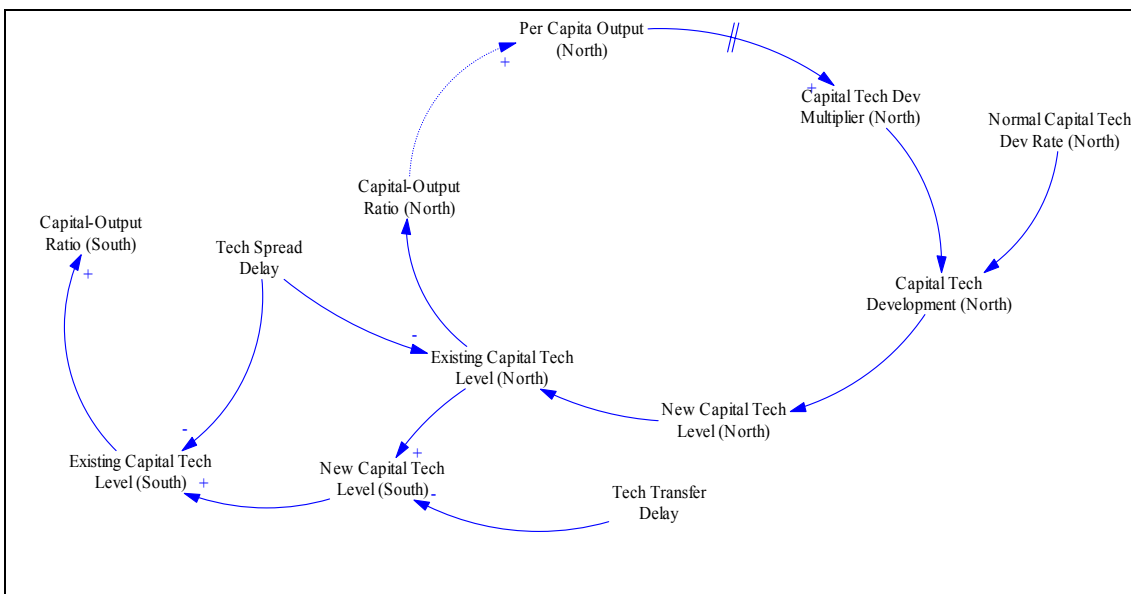 Per Capita Output
(North)
+
+
Capital Tech Dev
Multiplier (North)
Normal Capital Tech
Dev Rate (North)
Capital-Output
Ratio (North)
Capital-Output
Ratio (South)
+
Tech Spread
Delay
Capital Tech
Development (North)
-
Existing Capital Tech
Level (North)
New Capital Tech
Level (North)
-
Existing Capital Tech
Level (South)
+
+
New Capital Tech
Level (South)
-
Tech Transfer
Delay